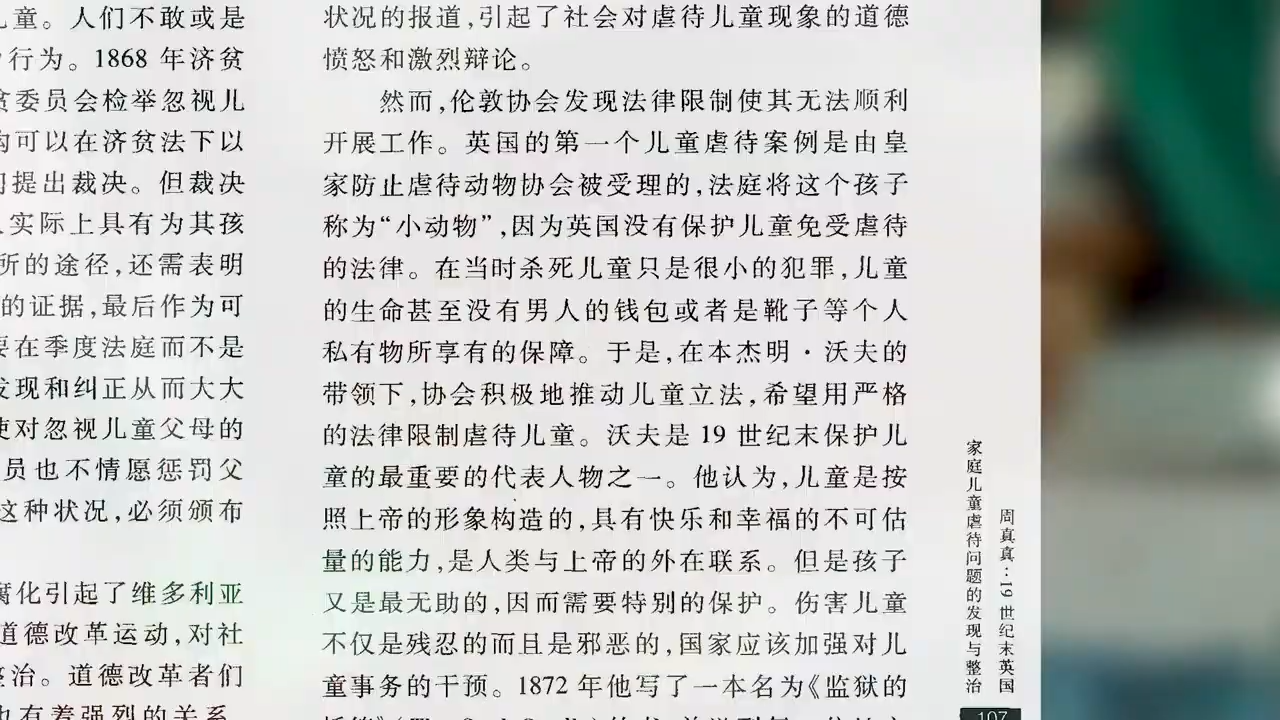 童。人们不敢或是
行为。1868 年济贫
委员会检举忽视儿
可以在济贫法下以
提出裁决。但裁决
实际上具有为其孩
所的途径,还需表明
的证据,最后作为可
在季度法庭而不是
发现和纠正从而大大
对忽视儿童父母的
员也不情愿惩罚父
这种状况,必须颁布
腐化引起了维多利亚
道德改革运动,对社
治。道德改革者们
有着强烈的关系
状况的报道,引起了社会对虐待儿童现象的道德
愤怒和激烈辩论。
然而,伦敦协会发现法律限制使其无法顺利
开展工作。英国的第一个儿童虐待案例是由皇
家防止虐待动物协会被受理的,法庭将这个孩子
称为“小动物”,因为英国没有保护儿童免受虐待
的法律。在当时杀死儿童只是很小的犯罪,儿童
的生命甚至没有男人的钱包或者是靴子等个人
私有物所享有的保障。于是,在本杰明·沃夫的
带领下,协会积极地推动儿童立法,希望用严格
的法律限制虐待儿童。沃夫是 19 世纪末保护儿
童的最重要的代表人物之一。他认为,儿童是按
照上帝的形象构造的,具有快乐和幸福的不可估
量的能力,是人类与上帝的外在联系。但是孩子
又是最无助的,因而需要特别的保护。伤害儿童
不仅是残忍的而且是邪恶的,国家应该加强对儿
童事务的干预。1872 年他写了一本名为《监狱的
周真真:19 世纪末英国
家庭儿童虐待问题的发现与整治
107